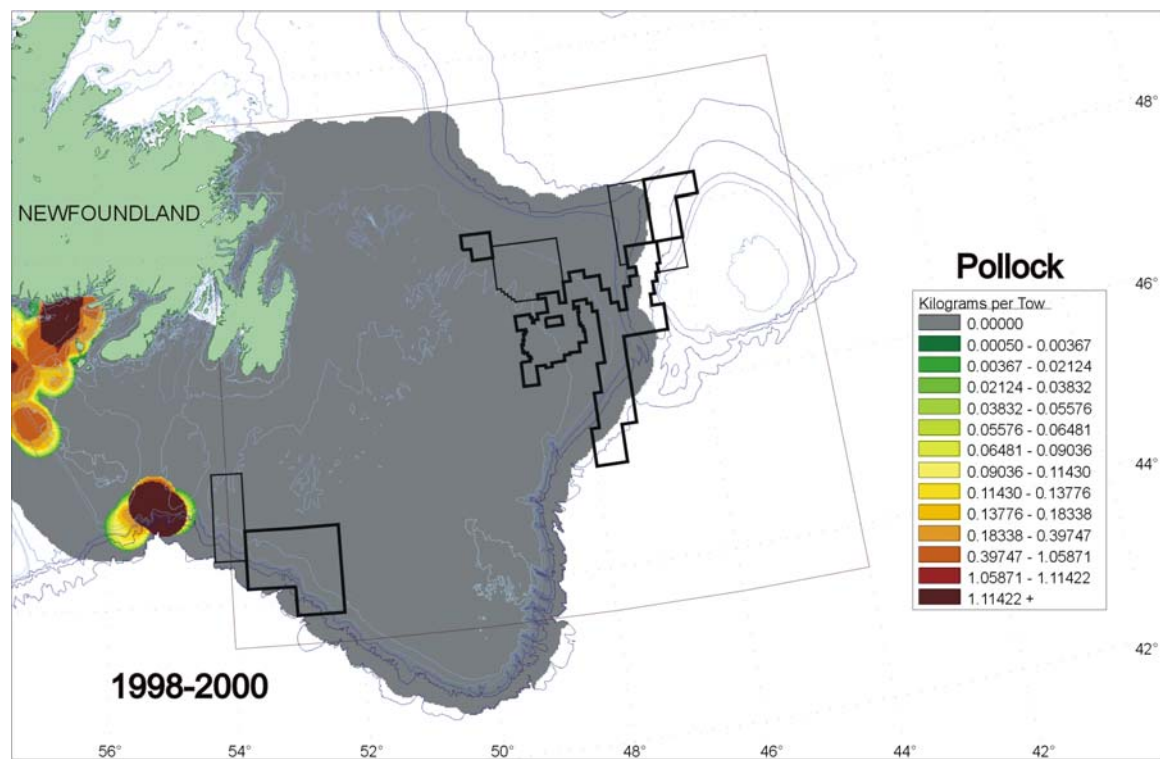 48°
NEWFOUNDLAND
Pollock
46°
Kilograms per Tow
0.00000
0.00050 - 0.00367
0.00367 - 0.02124
0.02124 - 0.03832
0.03832 - 0.05576
0.05576 - 0.06481
0.06481 - 0.09036
0.09036 - 0.11430
0.11430 - 0.13776
0.13776 - 0.18338
0.18338 - 0.39747
0.39747 - 1.05871
1.05871 - 1.11422
1.11422 +
44°
42°
1998-2000
56°
54°
52°
50°
48°
46°
44°
42°